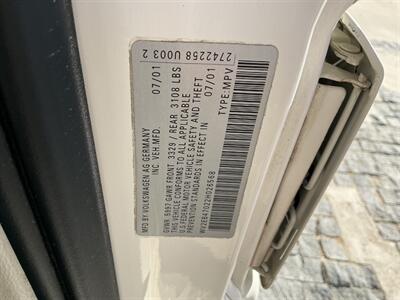 2742258 U003 2
MFD BY VOLKSWAGEN AG GERMANY
INC. VEH.MFD. 07/01
GVWR 5997 GAWR FRONT 3329 / REAR 3108 LBS
THIS VEHICLE CONFORMS TO ALL APPLICABLE
U.S. FEDERAL MOTOR VEHICLE SAFETY AND THEFT
PREVENTION STANDARDS IN EFFECT IN 07/01
WV2EB47022H026568 TYPE:MPV